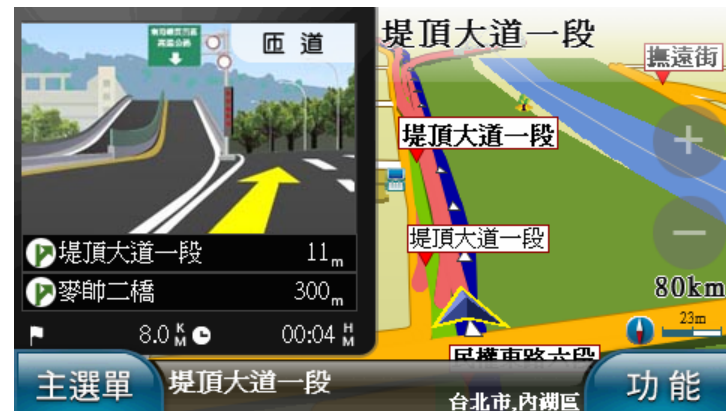 匝道
堤頂大道一段 11m
麥帥二橋 300m
8.0 KM 00:04 HM
主選單
堤頂大道一段
堤頂大道一段
撫遠街
堤頂大道一段
堤頂大道一段
80km
23m
民權東路六段
台北市,內湖區
功能